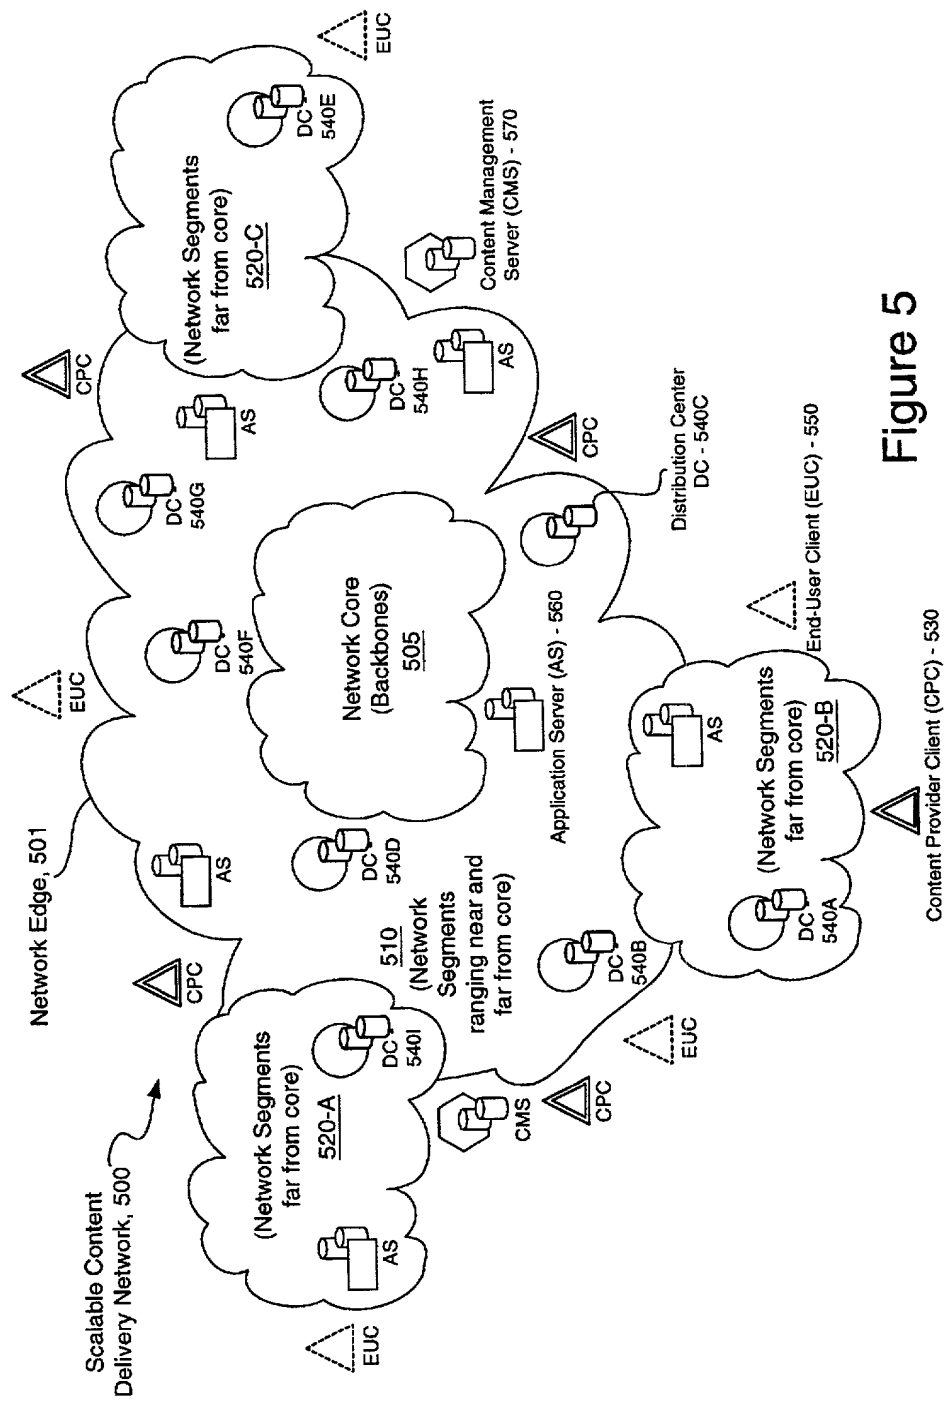 Scalable Content
Delivery Network, 500
Network Edge, 501
EUC
CPC
EUC
CPC
AS
DC
540F
DC
540G
AS
(Network Segments
far from core)
520-C
DC
540E
EUC
(Network Segments
far from core)
520-A
DC
540I
AS
EUC
510
(Network
Segments
ranging near and
far from core)
DC
540D
Network Core
(Backbones)
505
DC
540H
AS
Content Management
Server (CMS) - 570
CMS
CPC
DC
540B
Application Server (AS) - 560
CPC
Distribution Center
DC - 540C
EUC
(Network Segments
far from core)
520-B
AS
DC
540A
End-User Client (EUC) - 550
Content Provider Client (CPC) - 530
Figure 5